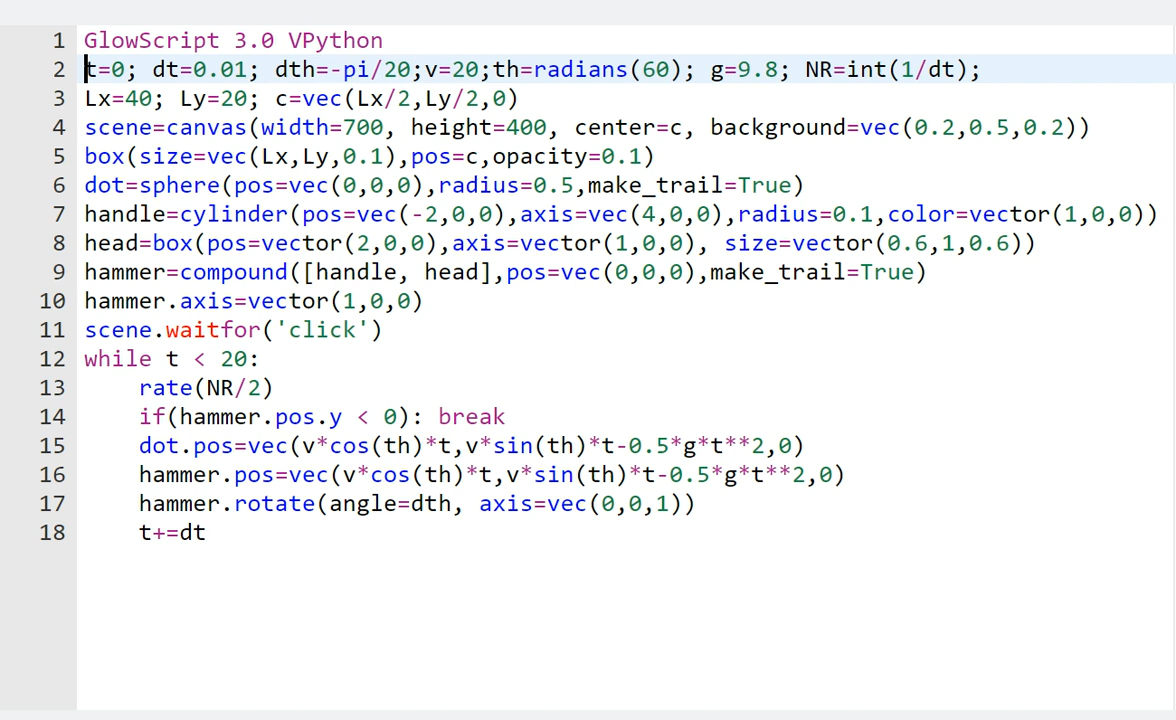 1 GlowScript 3.0 VPython
2 t=0; dt=0.01; dth=-pi/20;v=20;th=radians(60); g=9.8; NR=int(1/dt);
3 Lx=40; Ly=20; c=vec(Lx/2,Ly/2,0)
4 scene=canvas(width=700, height=400, center=c, background=vec(0.2,0.5,0.2))
5 box(size=vec(Lx,Ly,0.1),pos=c,opacity=0.1)
6 dot=sphere(pos=vec(0,0,0),radius=0.5,make_trail=True)
7 handle=cylinder(pos=vec(-2,0,0),axis=vec(4,0,0),radius=0.1,color=vector(1,0,0))
8 head=box(pos=vector(2,0,0),axis=vector(1,0,0), size=vector(0.6,1,0.6))
9 hammer=compound([handle, head],pos=vec(0,0,0),make_trail=True)
10 hammer.axis=vector(1,0,0)
11 scene.waitfor('click')
12 while t < 20:
13     rate(NR/2)
14     if(hammer.pos.y < 0): break
15     dot.pos=vec(v*cos(th)*t,v*sin(th)*t-0.5*g*t**2,0)
16     hammer.pos=vec(v*cos(th)*t,v*sin(th)*t-0.5*g*t**2,0)
17     hammer.rotate(angle=dth, axis=vec(0,0,1))
18     t+=dt